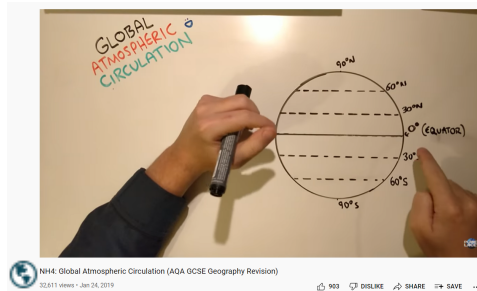 GLOBAL
ATMOSPHERIC
CIRCULATION
90°N
60°N
30°N
0° (EQUATOR)
30°
60°S
90°S
NH4: Global Atmospheric Circulation (AQA GCSE Geography Revision)
32,611 views • Jan 24, 2019
903 DISLIKE SHARE SAVE ...